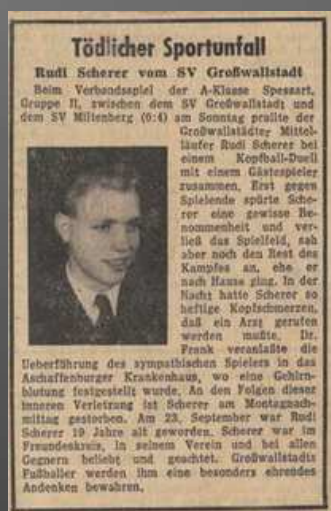 Tödlicher Sportunfall
Rudi Scherer vom SV Großwallstadt
Beim Verbandsspiel der A-Klasse Spessart,
Gruppe II, zwischen dem SV Großwallstadt und
dem SV Miltenberg (0:4) am Sonntag prallte der
Großwallstädter Mittel-
läufer Rudi Scherer bei
einem Kopfball-Duell
mit einem Gästespieler
zusammen. Erst gegen
Spielende spürte Sche-
rer eine gewisse Be-
nommenheit und ver-
ließ das Spielfeld, sah
aber noch den Rest des
Kampfes an, ehe er
nach Hause ging. In der
Nacht hatte Scherer so
heftige Kopfschmerzen,
daß ein Arzt gerufen
werden mußte. Dr.
Frank veranlaßte die
Ueberführung des sympathischen Spielers in das
Aschaffenburger Krankenhaus, wo eine Gehirn-
blutung festgestellt wurde. An den Folgen dieser
inneren Verletzung ist Scherer am Montagnach-
mittag gestorben. Am 23. September war Rudi
Scherer 19 Jahre alt geworden. Scherer war im
Freundeskreis, in seinem Verein und bei allen
Gegnern beliebt und geachtet. Großwallstadts
Fußballer werden ihm eine besonders ehrendes
Andenken bewahren.